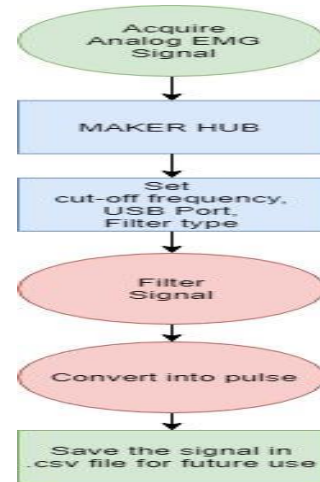 Acquire
Analog EMG
Signal
MAKER HUB
Set
cut-off frequency,
USB Port,
Filter type
Filter
Signal
Convert into pulse
Save the signal in
.csv file for future use